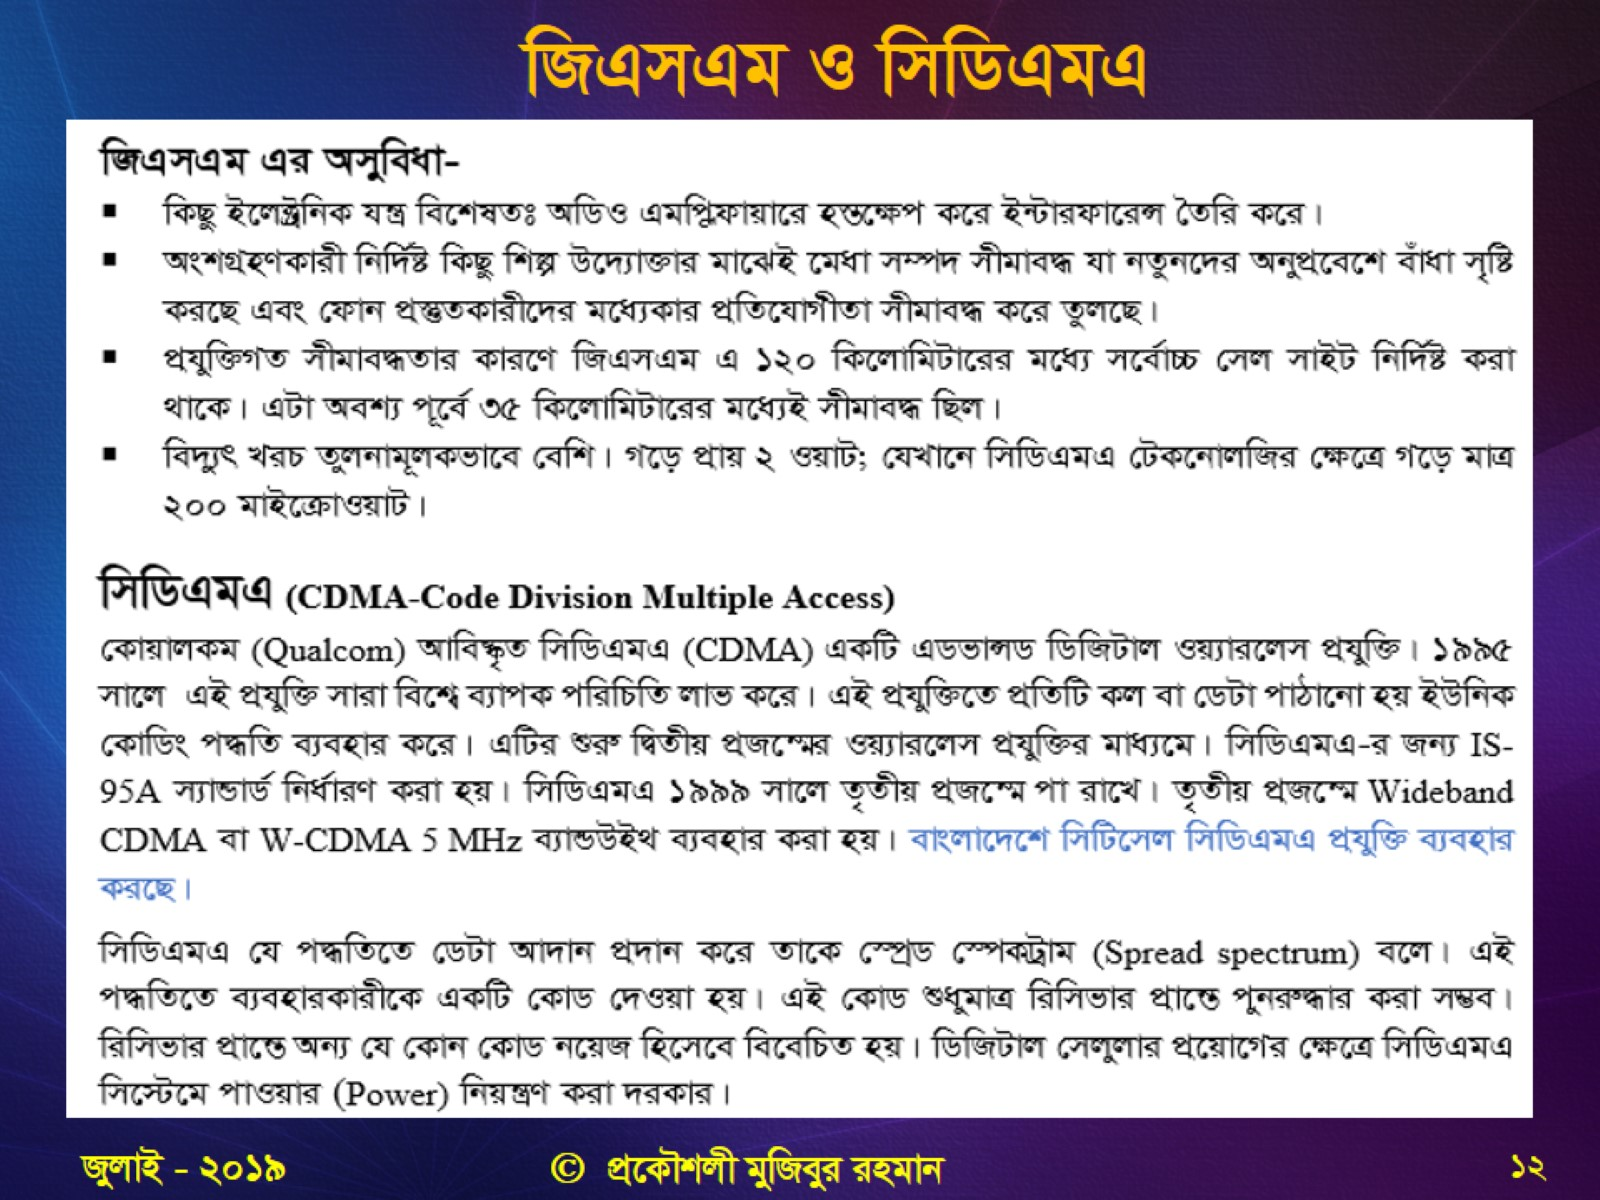 জিএসএম ও সিডিএমএ
জিএসএম এর অসুবিধা-
▪ কিছু ইলেক্ট্রনিক যন্ত্র বিশেষতঃ অডিও এমপ্লিফায়ারে হস্তক্ষেপ করে ইন্টারফারেন্স তৈরি করে।
▪ অংশগ্রহণকারী নির্দিষ্ট কিছু শিল্প উদ্যোক্তার মাঝেই মেধা সম্পদ সীমাবদ্ধ যা নতুনদের অনুপ্রবেশে বাঁধা সৃষ্টি
করছে এবং ফোন প্রস্তুতকারীদের মধ্যেকার প্রতিযোগীতা সীমাবদ্ধ করে তুলছে।
▪ প্রযুক্তিগত সীমাবদ্ধতার কারণে জিএসএম এ ১২০ কিলোমিটারের মধ্যে সর্বোচ্চ সেল সাইট নির্দিষ্ট করা
থাকে। এটা অবশ্য পূর্বে ৩৫ কিলোমিটারের মধ্যেই সীমাবদ্ধ ছিল।
▪ বিদ্যুৎ খরচ তুলনামূলকভাবে বেশি। গড়ে প্রায় ২ ওয়াট; যেখানে সিডিএমএ টেকনোলজির ক্ষেত্রে গড়ে মাত্র
২০০ মাইক্রোওয়াট।
সিডিএমএ (CDMA-Code Division Multiple Access)
কোয়ালকম (Qualcom) আবিষ্কৃত সিডিএমএ (CDMA) একটি এডভান্সড ডিজিটাল ওয়্যারলেস প্রযুক্তি। ১৯৯৫
সালে এই প্রযুক্তি সারা বিশ্বে ব্যাপক পরিচিতি লাভ করে। এই প্রযুক্তিতে প্রতিটি কল বা ডেটা পাঠানো হয় ইউনিক
কোডিং পদ্ধতি ব্যবহার করে। এটির শুরু দ্বিতীয় প্রজন্মের ওয়্যারলেস প্রযুক্তির মাধ্যমে। সিডিএমএ-র জন্য IS-
95A স্যান্ডার্ড নির্ধারণ করা হয়। সিডিএমএ ১৯৯৯ সালে তৃতীয় প্রজন্মে পা রাখে। তৃতীয় প্রজন্মে Wideband
CDMA বা W-CDMA 5 MHz ব্যান্ডউইথ ব্যবহার করা হয়। বাংলাদেশে সিটিসেল সিডিএমএ প্রযুক্তি ব্যবহার
করছে।
সিডিএমএ যে পদ্ধতিতে ডেটা আদান প্রদান করে তাকে স্প্রেড স্পেকট্রাম (Spread spectrum) বলে। এই
পদ্ধতিতে ব্যবহারকারীকে একটি কোড দেওয়া হয়। এই কোড শুধুমাত্র রিসিভার প্রান্তে পুনরুদ্ধার করা সম্ভব।
রিসিভার প্রান্তে অন্য যে কোন কোড নয়েজ হিসেবে বিবেচিত হয়। ডিজিটাল সেলুলার প্রয়োগের ক্ষেত্রে সিডিএমএ
সিস্টেমে পাওয়ার (Power) নিয়ন্ত্রণ করা দরকার।
জুলাই - ২০১৯ © প্রকৌশলী মুজিবুর রহমান ১২